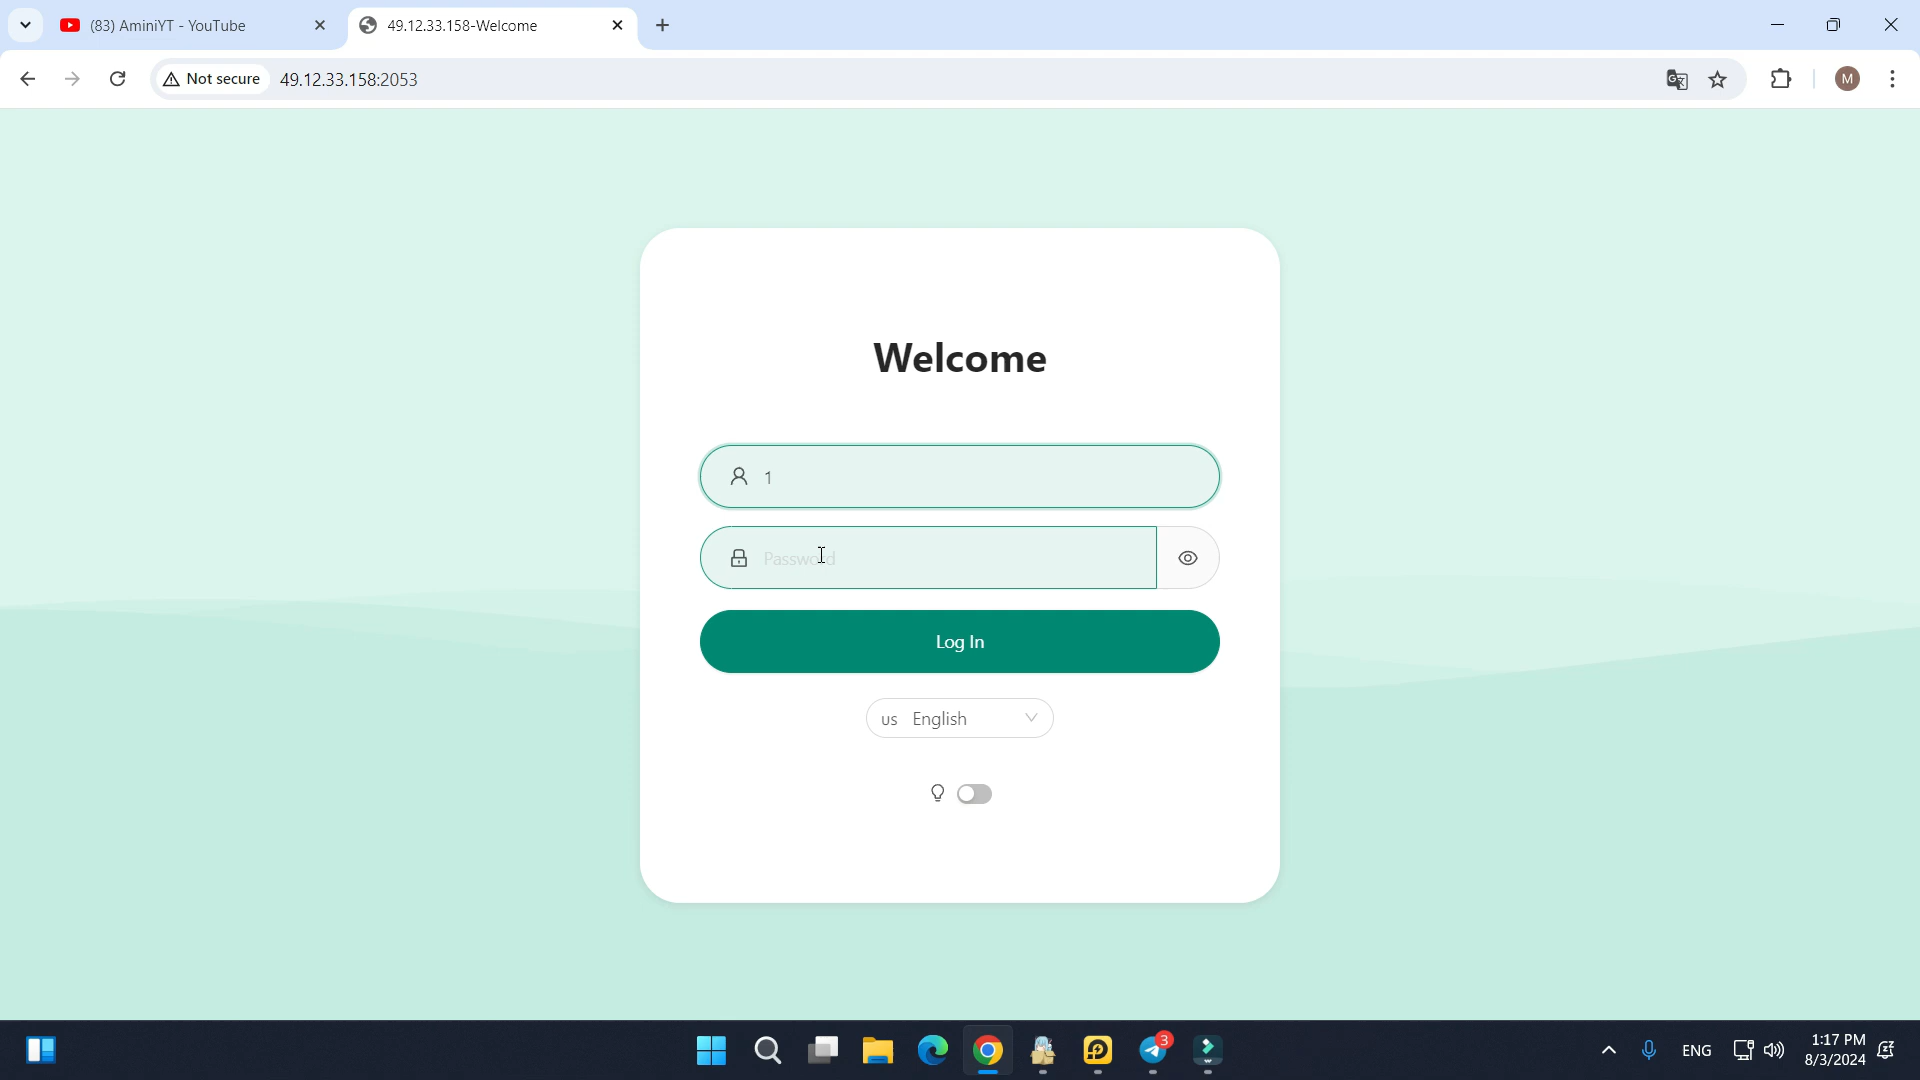 (83) AminiYT - YouTube
49.12.33.158-Welcome
Not secure
49.12.33.158:2053
M
Welcome
1
Password
Log In
us English
3
ENG
1:17 PM
8/3/2024